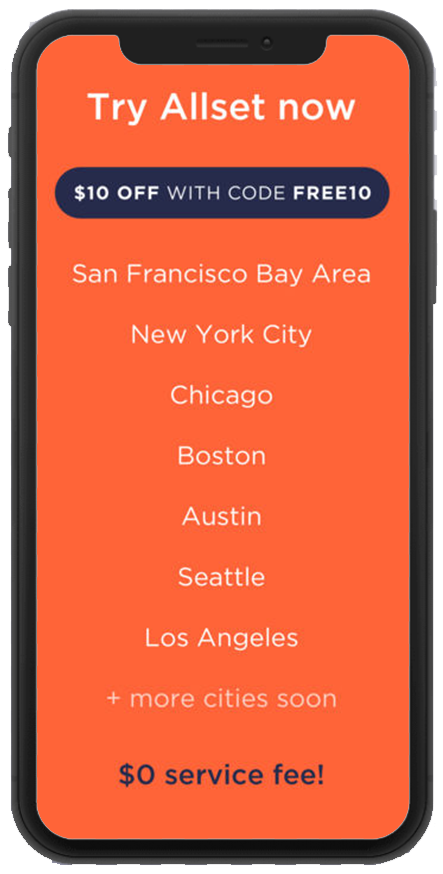 Try Allset now
$10 OFF WITH CODE FREE10
San Francisco Bay Area
New York City
Chicago
Boston
Austin
Seattle
Los Angeles
+ more cities soon
$0 service fee!